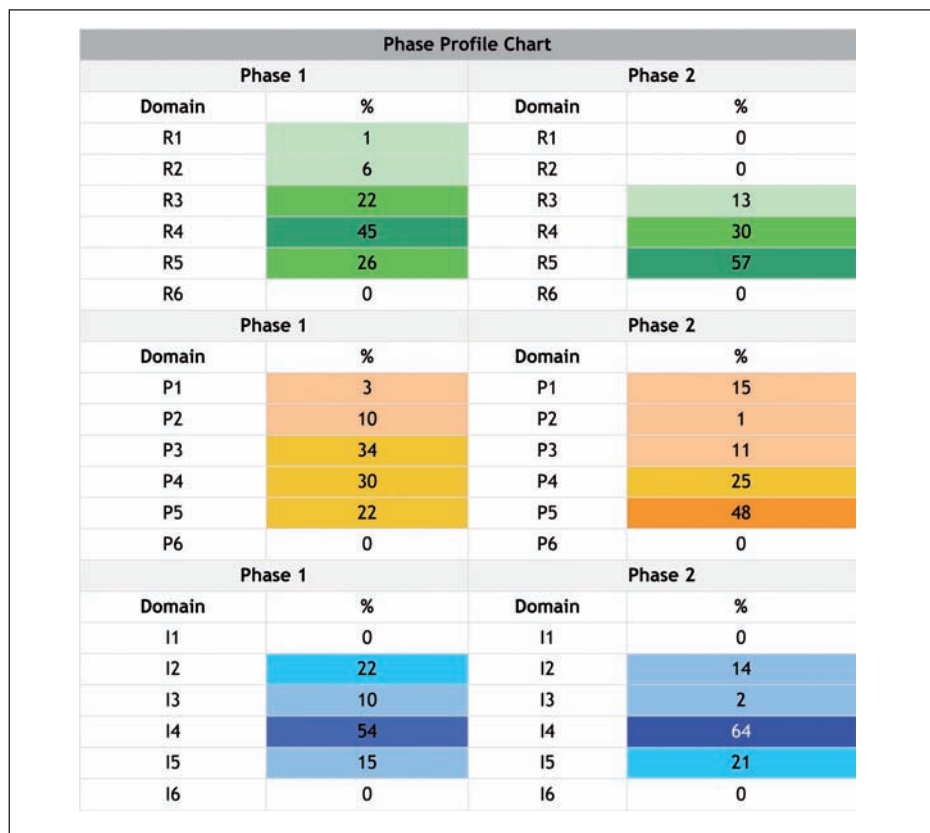 Phase Profile Chart
Phase 1 Phase 2
Domain % Domain %
R1 1 R1 0
R2 6 R2 0
R3 22 R3 13
R4 45 R4 30
R5 26 R5 57
R6 0 R6 0
Phase 1 Phase 2
Domain % Domain %
P1 3 P1 15
P2 10 P2 1
P3 34 P3 11
P4 30 P4 25
P5 22 P5 48
P6 0 P6 0
Phase 1 Phase 2
Domain % Domain %
I1 0 I1 0
I2 22 I2 14
I3 10 I3 2
I4 54 I4 64
I5 15 I5 21
I6 0 I6 0